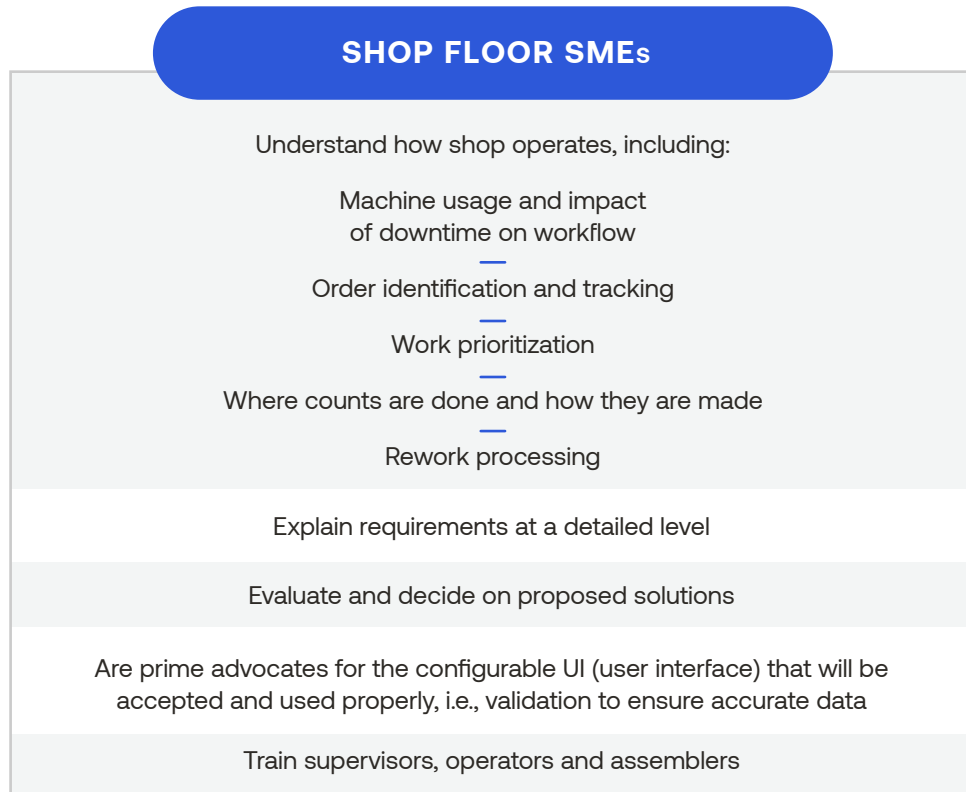 SHOP FLOOR SMEs
Understand how shop operates, including:
Machine usage and impact
of downtime on workflow
Order identification and tracking
Work prioritization
Where counts are done and how they are made
Rework processing
Explain requirements at a detailed level
Evaluate and decide on proposed solutions
Are prime advocates for the configurable UI (user interface) that will be
accepted and used properly, i.e., validation to ensure accurate data
Train supervisors, operators and assemblers